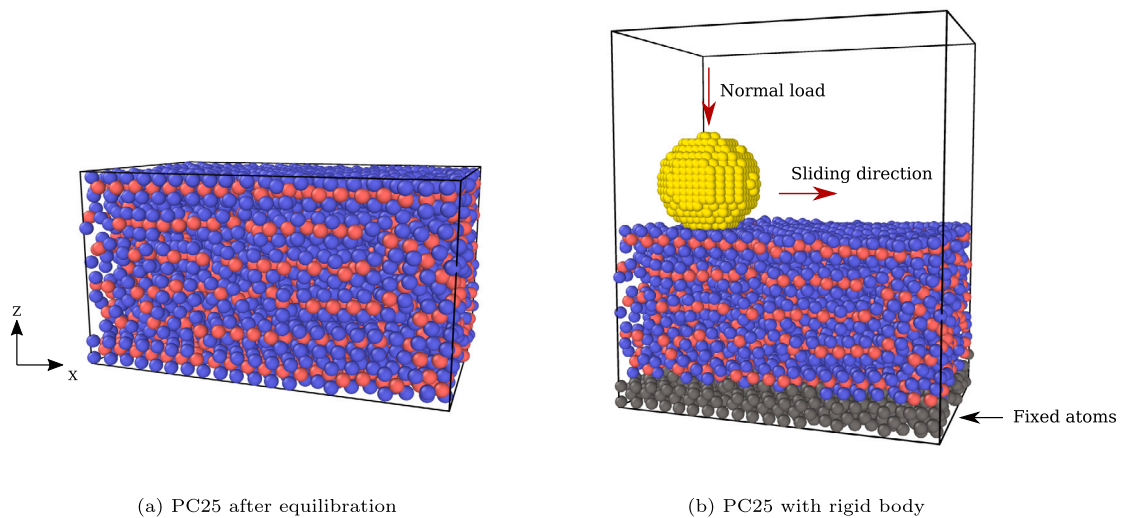 z
x
Normal load
Sliding direction
Fixed atoms
(a) PC25 after equilibration
(b) PC25 with rigid body